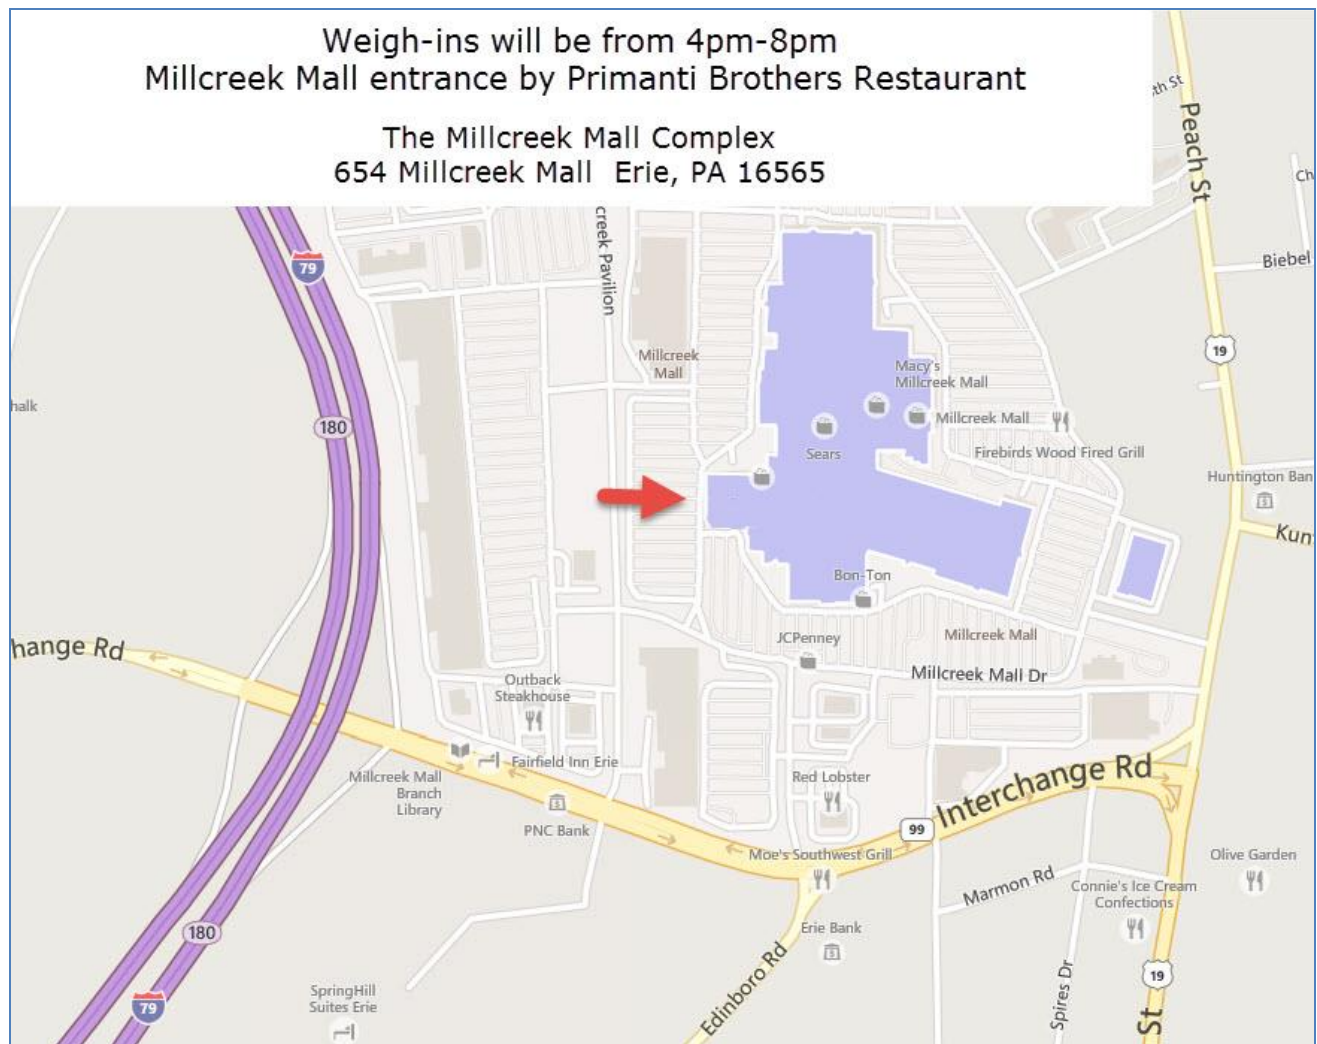 Weigh-ins will be from 4pm-8pm
Millcreek Mall entrance by Primanti Brothers Restaurant
The Millcreek Mall Complex
654 Millcreek Mall Erie, PA 16565
th St
Peach St
creek Pavilion
Ch
Biebel
79
19
Millcreek
Mall
Macy's
Millcreek Mall
halk
180
Millcreek Mall
Sears
Firebirds Wood Fired Grill
Huntington Ban
Kun
Bon-Ton
JCPenney
Millcreek Mall
hange Rd
Millcreek Mall Dr
Outback
Steakhouse
Fairfield Inn Erie
Millcreek Mall
Branch
Library
Red Lobster
Interchange Rd
PNC Bank
99
Moe's Southwest Grill
Olive Garden
Marmon Rd
Connie's Ice Cream
Confections
Erie Bank
180
Edinboro Rd
Spires Dr
19
SpringHill
Suites Erie
79
St